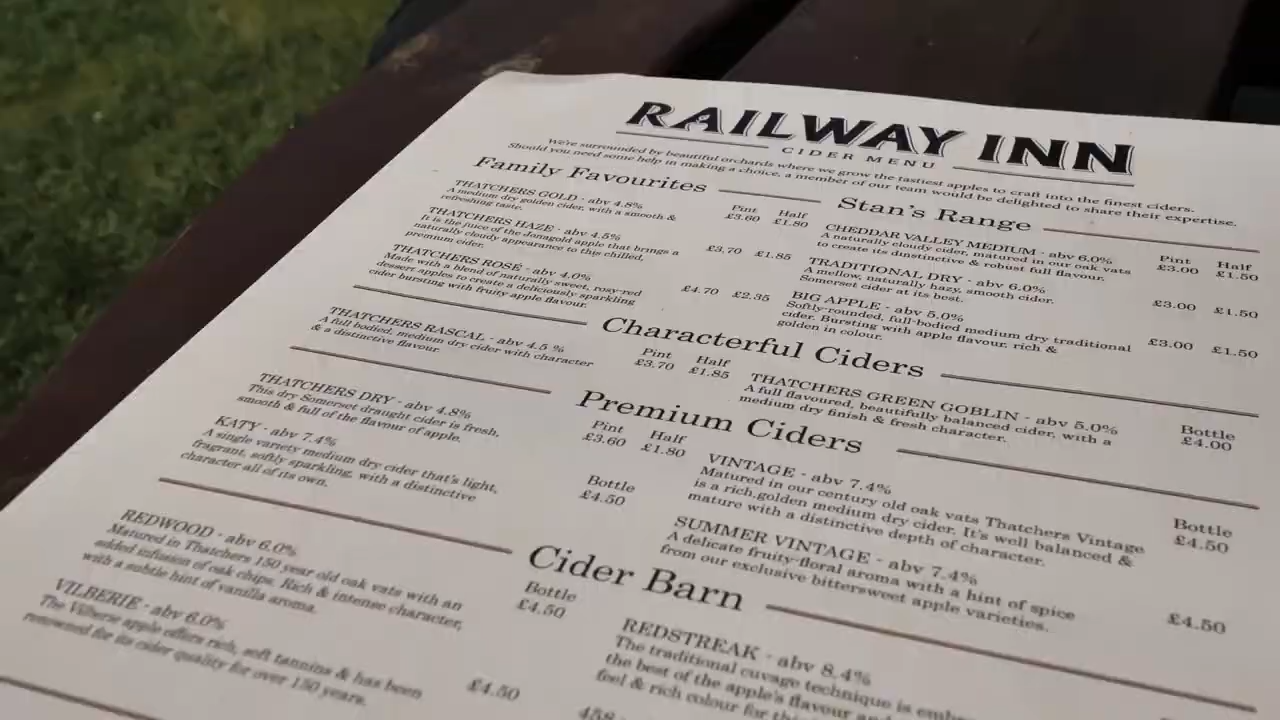 RAILWAY INN
CIDER MENU
We're surrounded by beautiful orchards where we grow the tastiest apples to craft into the finest ciders.
Should you need some help in making a choice, a member of our team would be delighted to share their expertise.
Family Favourites
Pint Half
THATCHERS GOLD - abv 4.8% £3.60 £1.80
A medium dry golden cider, with a smooth &
refreshing taste.
THATCHERS HAZE - abv 4.5%
It is the juice of the Jonagold apple that brings a £3.70 £1.85
naturally cloudy appearance to this chilled,
premium cider.
THATCHERS ROSÉ - abv 4.0%
Made with a blend of naturally sweet, rosy-red £4.70 £2.35
dessert apples to create a deliciously sparkling
cider bursting with fruity apple flavour.
Stan's Range
Pint Half
CHEDDAR VALLEY MEDIUM - abv 6.0% £3.00 £1.50
A naturally cloudy cider, matured in our oak vats
to create its dinstinctive & robust full flavour.
TRADITIONAL DRY - abv 6.0% £3.00 £1.50
A mellow, naturally hazy, smooth cider.
Somerset cider at its best.
BIG APPLE - abv 5.0%
Softly-rounded, full-bodied medium dry traditional £3.00 £1.50
cider. Bursting with apple flavour, rich &
golden in colour.
Characterful Ciders
THATCHERS RASCAL - abv 4.5 % Pint Half
A full bodied, medium dry cider with character £3.70 £1.85
& a distinctive flavour
THATCHERS GREEN GOBLIN - abv 5.0% Bottle
A full flavoured, beautifully balanced cider, with a £4.00
medium dry finish & fresh character.
Premium Ciders
THATCHERS DRY - abv 4.8% Pint Half
This dry Somerset draught cider is fresh, £3.60 £1.80
smooth & full of the flavour of apple.
KATY - abv 7.4%
A single variety medium dry cider that's light, Bottle
fragrant, softly sparkling, with a distinctive £4.50
character all of its own.
VINTAGE - abv 7.4%
Matured in our century old oak vats Thatchers Vintage Bottle
is a rich,golden medium dry cider. It's well balanced & £4.50
mature with a distinctive depth of character.
SUMMER VINTAGE - abv 7.4%
A delicate fruity-floral aroma with a hint of spice £4.50
from our exclusive bittersweet apple varieties.
Cider Barn
REDWOOD - abv 6.0%
Matured in Thatchers 150 year old oak vats with an Bottle
added infusion of oak chips. Rich & intense character, £4.50
with a subtle hint of vanilla aroma.
VILBERIE - abv 6.0%
The Vilberie apple offers rich, soft tannins & has been £4.50
renowned for its cider quality for over 150 years.
REDSTREAK - abv 8.4%
The traditional cuvage technique is
the best of the apple's flavour and
feel & rich colour for
458